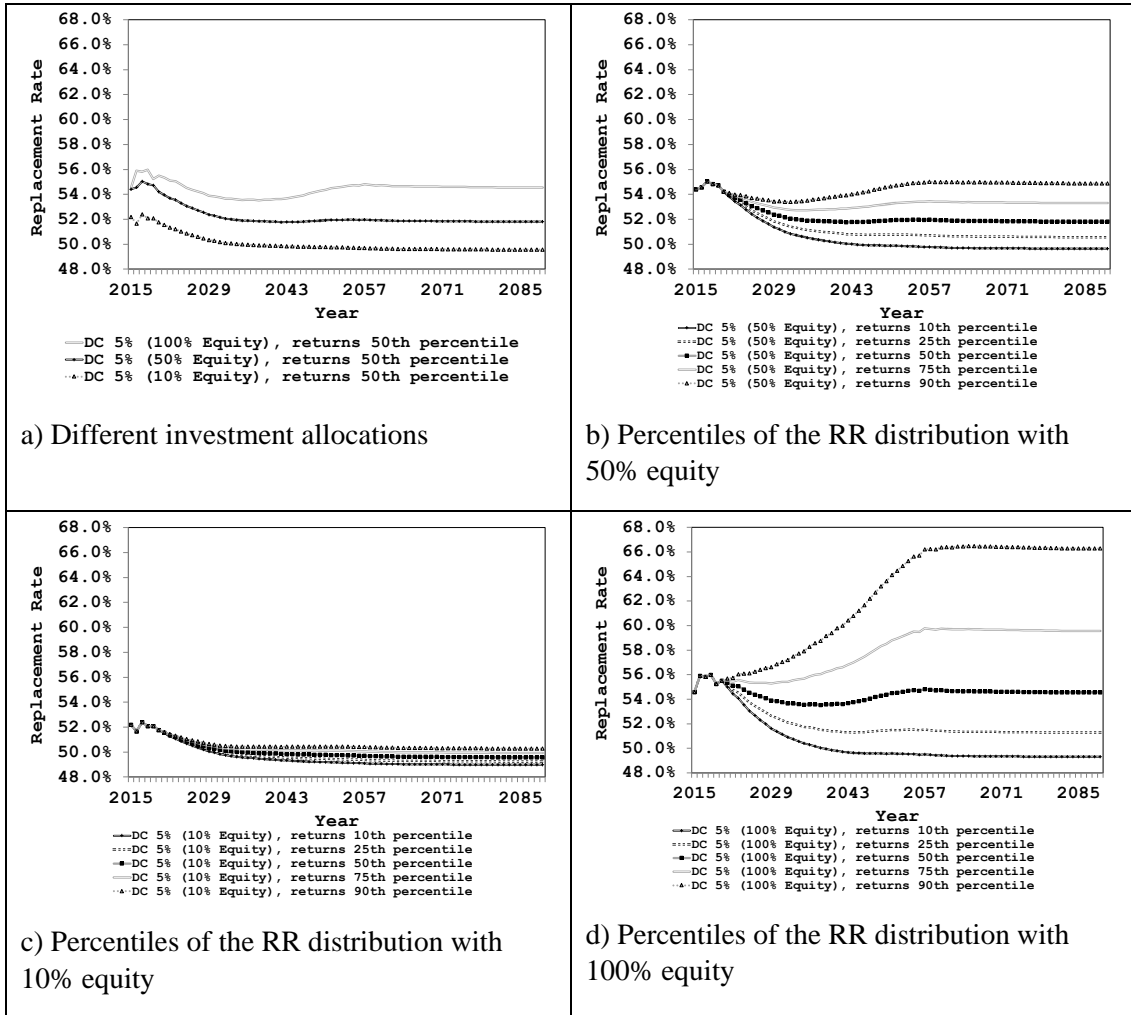 68.0%
66.0%
64.0%
62.0%
60.0%
58.0%
56.0%
54.0%
52.0%
50.0%
48.0%
Replacement Rate
2015 2029 2043 2057 2071 2085
Year
DC 5% (100% Equity), returns 50th percentile
DC 5% (50% Equity), returns 50th percentile
DC 5% (10% Equity), returns 50th percentile
a) Different investment allocations
68.0%
66.0%
64.0%
62.0%
60.0%
58.0%
56.0%
54.0%
52.0%
50.0%
48.0%
Replacement Rate
2015 2029 2043 2057 2071 2085
Year
DC 5% (50% Equity), returns 10th percentile
DC 5% (50% Equity), returns 25th percentile
DC 5% (50% Equity), returns 50th percentile
DC 5% (50% Equity), returns 75th percentile
DC 5% (50% Equity), returns 90th percentile
b) Percentiles of the RR distribution with
50% equity
68.0%
66.0%
64.0%
62.0%
60.0%
58.0%
56.0%
54.0%
52.0%
50.0%
48.0%
Replacement Rate
2015 2029 2043 2057 2071 2085
Year
DC 5% (10% Equity), returns 10th percentile
DC 5% (10% Equity), returns 25th percentile
DC 5% (10% Equity), returns 50th percentile
DC 5% (10% Equity), returns 75th percentile
DC 5% (10% Equity), returns 90th percentile
c) Percentiles of the RR distribution with
10% equity
68.0%
66.0%
64.0%
62.0%
60.0%
58.0%
56.0%
54.0%
52.0%
50.0%
48.0%
Replacement Rate
2015 2029 2043 2057 2071 2085
Year
DC 5% (100% Equity), returns 10th percentile
DC 5% (100% Equity), returns 25th percentile
DC 5% (100% Equity), returns 50th percentile
DC 5% (100% Equity), returns 75th percentile
DC 5% (100% Equity), returns 90th percentile
d) Percentiles of the RR distribution with
100% equity